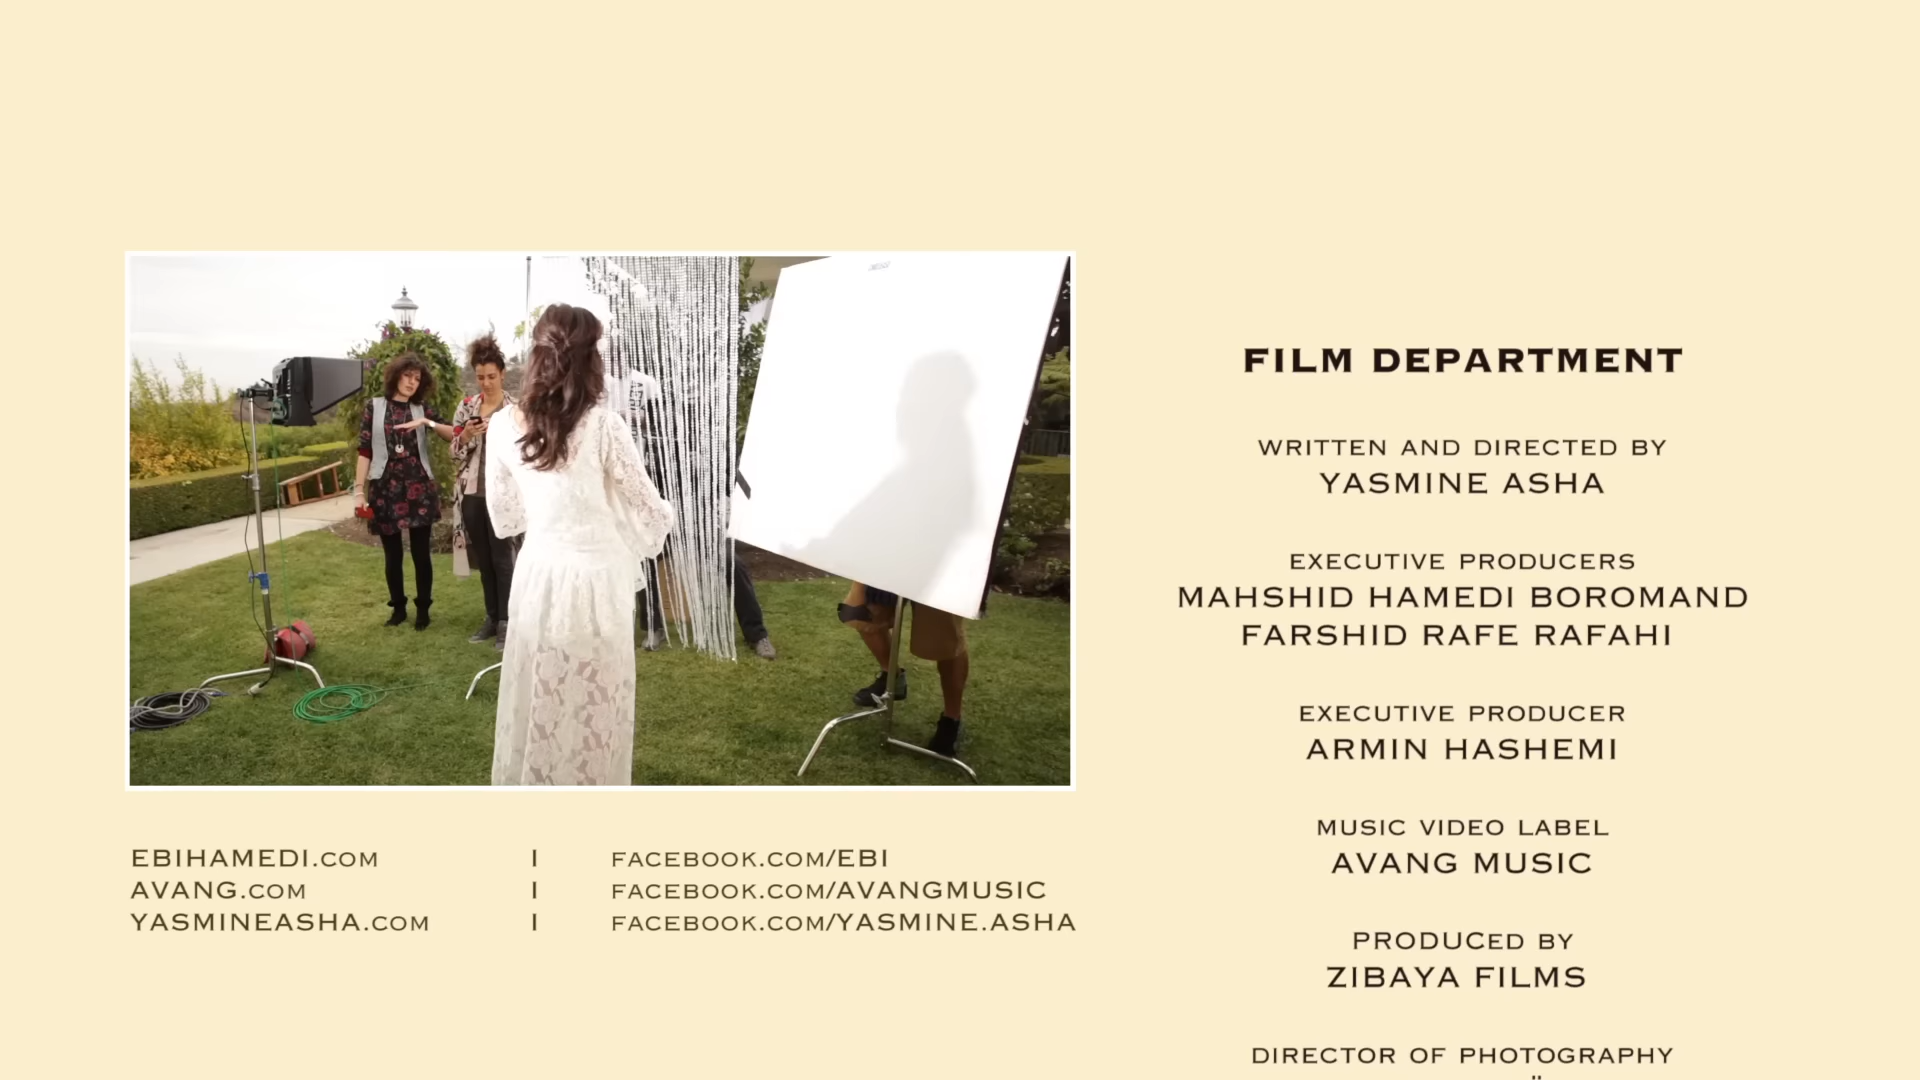 FILM DEPARTMENT
WRITTEN AND DIRECTED BY
YASMINE ASHA
EXECUTIVE PRODUCERS
MAHSHID HAMEDI BOROMAND
FARSHID RAFE RAFAHI
EXECUTIVE PRODUCER
ARMIN HASHEMI
MUSIC VIDEO LABEL
AVANG MUSIC
PRODUCED BY
ZIBAYA FILMS
DIRECTOR OF PHOTOGRAPHY
EBIHAMEDI.COM | FACEBOOK.COM/EBI
AVANG.COM | FACEBOOK.COM/AVANGMUSIC
YASMINEASHA.COM | FACEBOOK.COM/YASMINE.ASHA